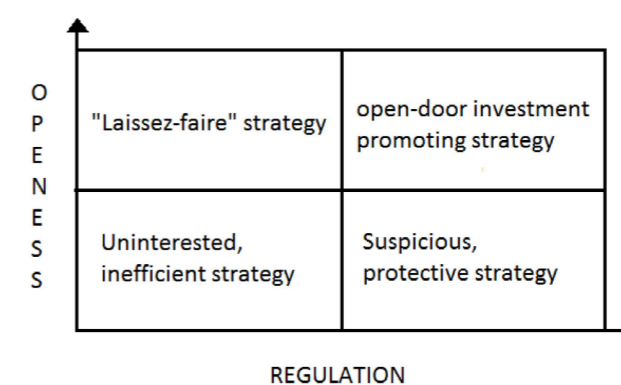 O
P
E
N
E
S
S
"Laissez-faire" strategy
open-door investment
promoting strategy
Uninterested,
inefficient strategy
Suspicious,
protective strategy
REGULATION